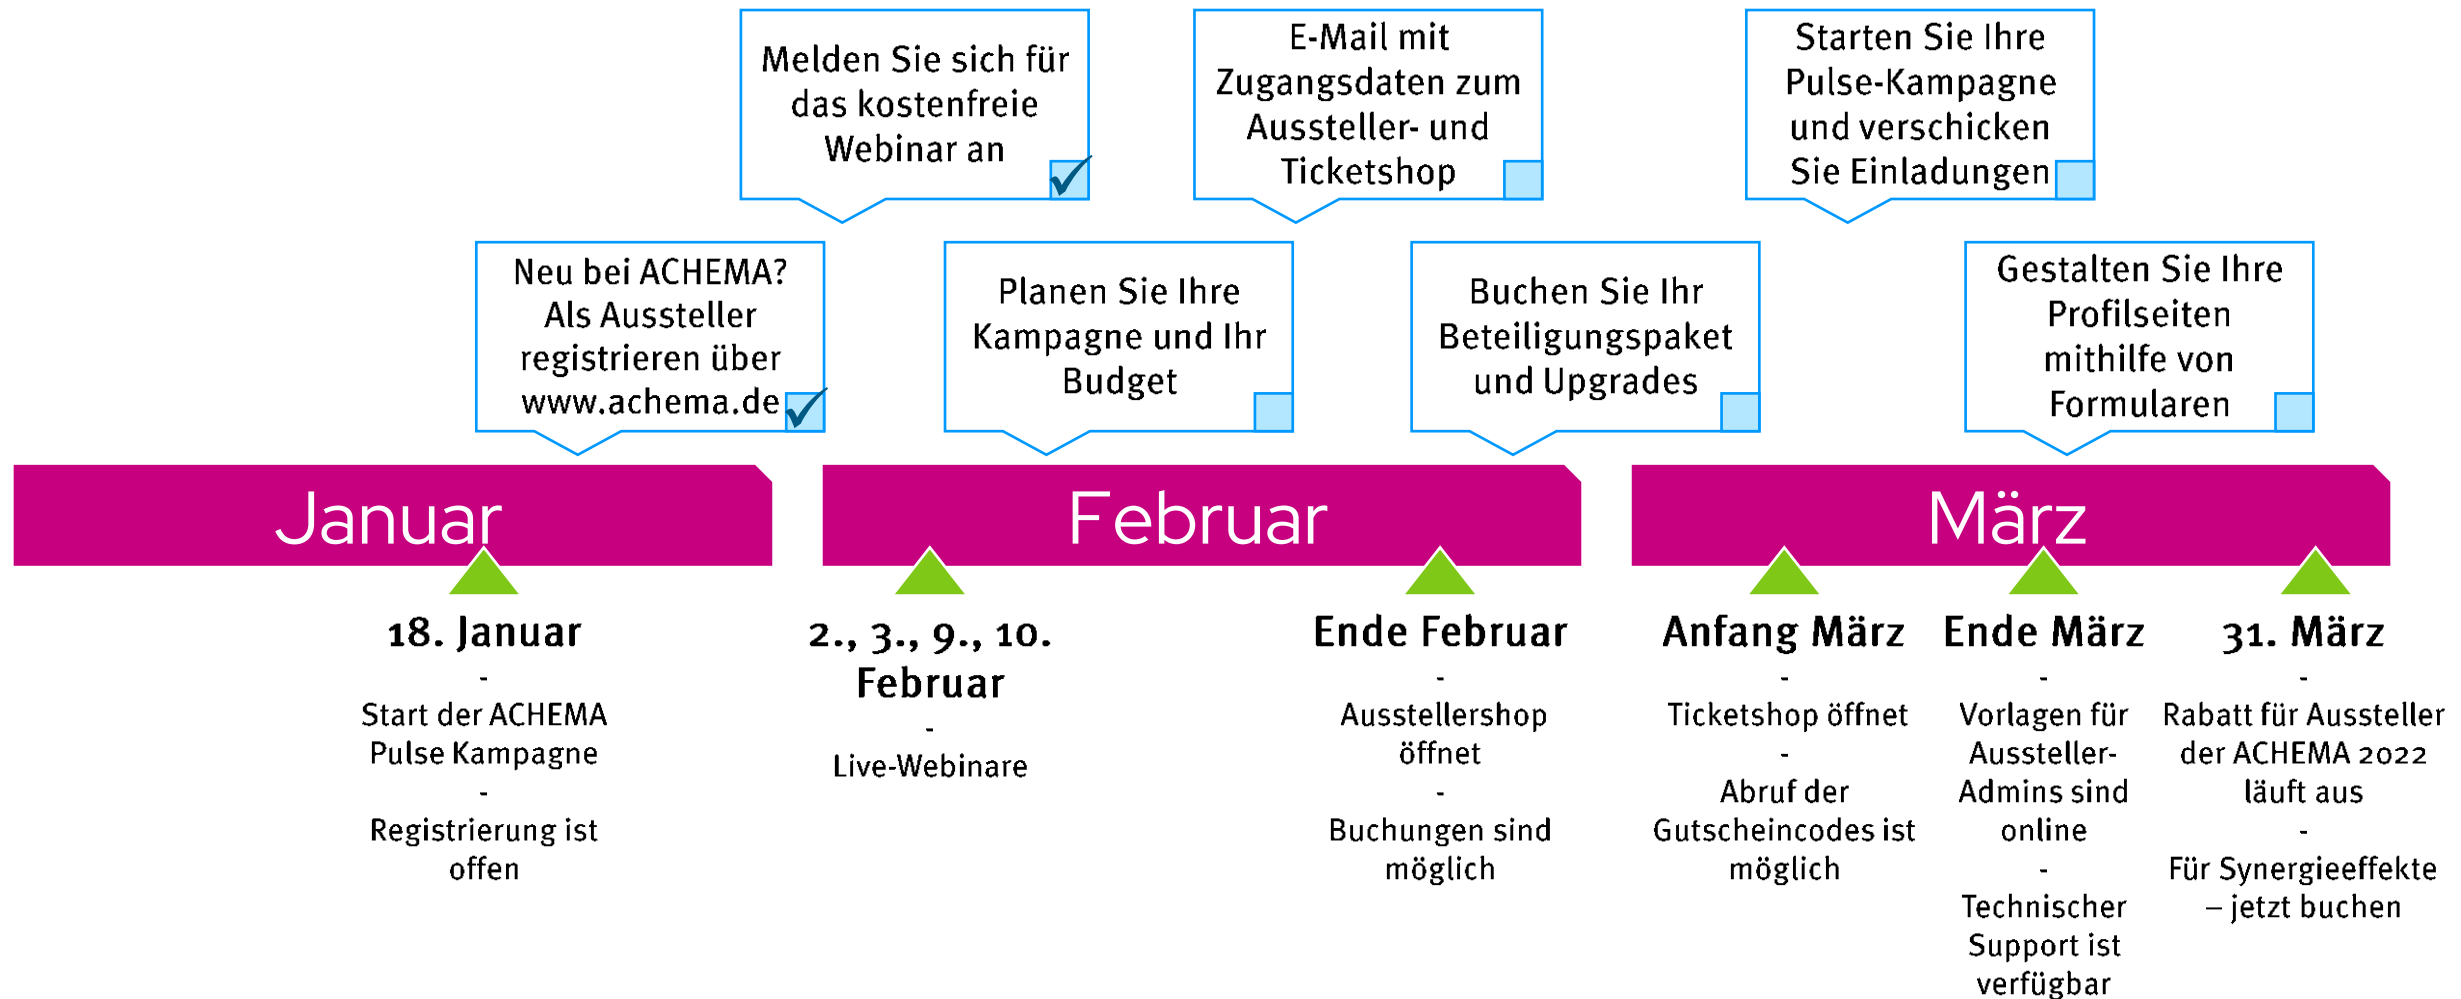 Melden Sie sich für
das kostenfreie
Webinar an
E-Mail mit
Zugangsdaten zum
Aussteller- und
Ticketshop
Starten Sie Ihre
Pulse-Kampagne
und verschicken
Sie Einladungen
Neu bei ACHEMA?
Als Aussteller
registrieren über
www.achema.de
Planen Sie Ihre
Kampagne und Ihr
Budget
Buchen Sie Ihr
Beteiligungspaket
und Upgrades
Gestalten Sie Ihre
Profilseiten
mithilfe von
Formularen
Januar
Februar
März
18. Januar
-
Start der ACHEMA
Pulse Kampagne
-
Registrierung ist
offen
2., 3., 9., 10.
Februar
-
Live-Webinare
Ende Februar
-
Ausstellershop
öffnet
-
Buchungen sind
möglich
Anfang März
-
Ticketshop öffnet
-
Abruf der
Gutscheincodes ist
möglich
Ende März
-
Vorlagen für
Aussteller-
Admins sind
online
-
Technischer
Support ist
verfügbar
31. März
-
Rabatt für Aussteller
der ACHEMA 2022
läuft aus
-
Für Synergieeffekte
– jetzt buchen